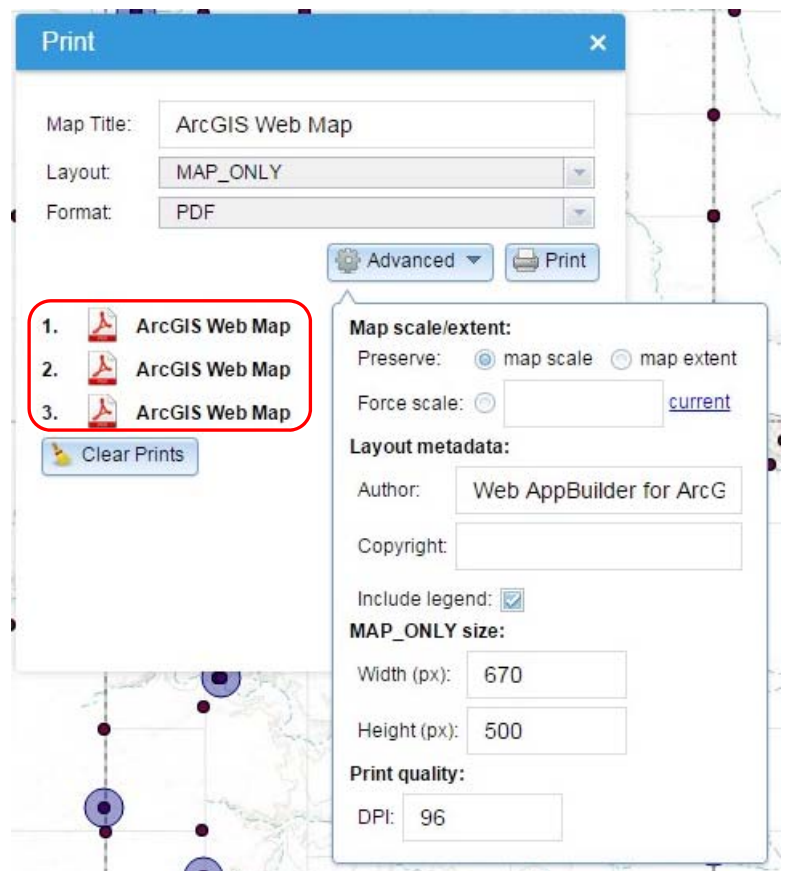 Print
Map Title: ArcGIS Web Map
Layout: MAP_ONLY
Format: PDF
Advanced Print
1. ArcGIS Web Map
2. ArcGIS Web Map
3. ArcGIS Web Map
Clear Prints
Map scale/extent:
Preserve: map scale map extent
Force scale: current
Layout metadata:
Author: Web AppBuilder for ArcG
Copyright:
Include legend:
MAP_ONLY size:
Width (px): 670
Height (px): 500
Print quality:
DPI: 96